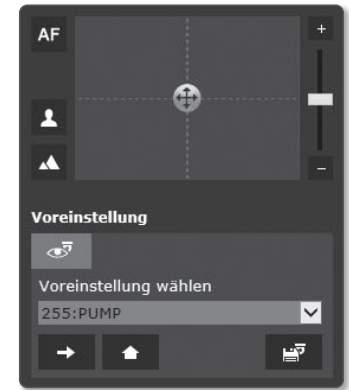 AF
+
-
Voreinstellung
Voreinstellung wählen
255:PUMP